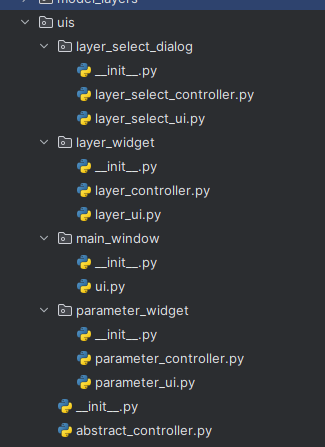 model_layers
uis
layer_select_dialog
__init__.py
layer_select_controller.py
layer_select_ui.py
layer_widget
__init__.py
layer_controller.py
layer_ui.py
main_window
__init__.py
ui.py
parameter_widget
__init__.py
parameter_controller.py
parameter_ui.py
__init__.py
abstract_controller.py